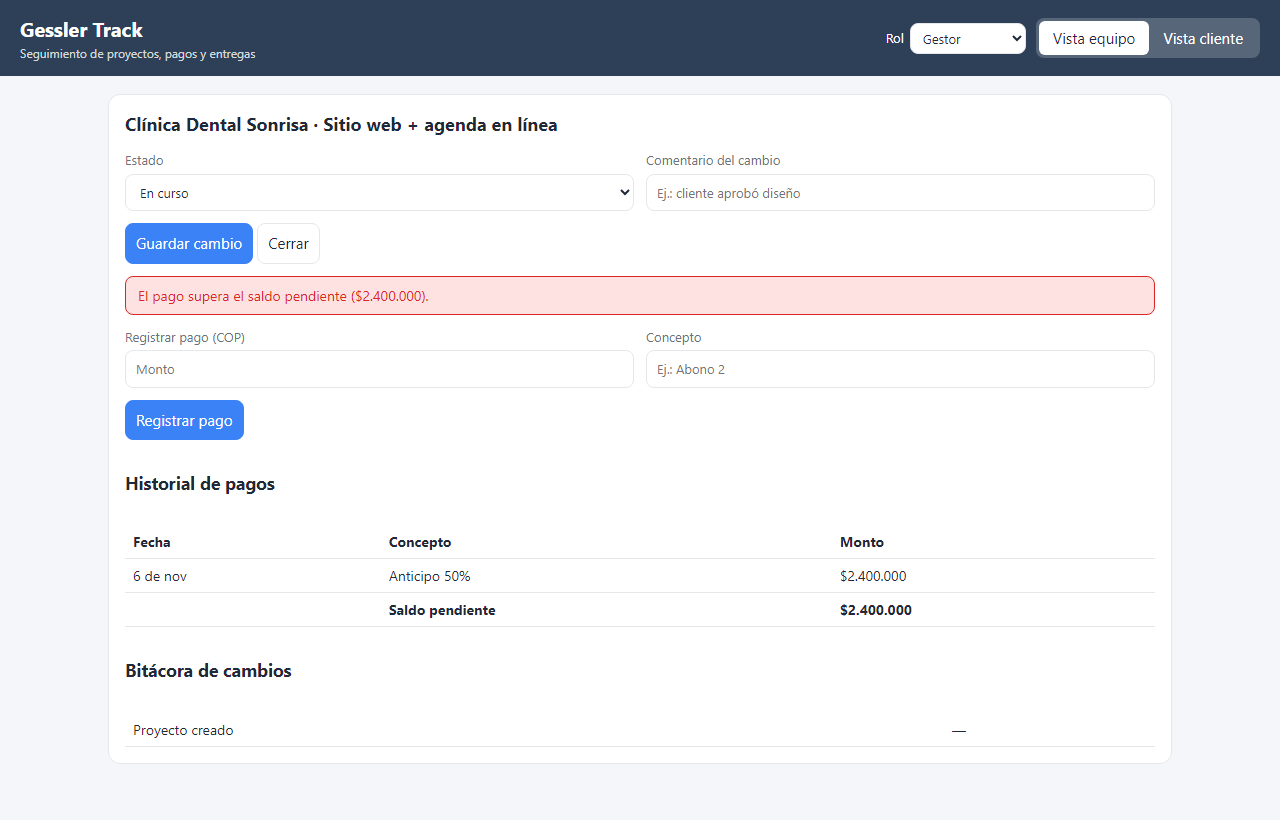 Gessler Track
Seguimiento de proyectos, pagos y entregas
Rol
Gestor
Vista equipo
Vista cliente
Clínica Dental Sonrisa · Sitio web + agenda en línea
Estado
Comentario del cambio
En curso
Ej.: cliente aprobó diseño
Guardar cambio
Cerrar
El pago supera el saldo pendiente ($2.400.000).
Registrar pago (COP)
Concepto
Monto
Ej.: Abono 2
Registrar pago
Historial de pagos
Fecha Concepto Monto
6 de nov Anticipo 50% $2.400.000
Saldo pendiente $2.400.000
Bitácora de cambios
Proyecto creado —